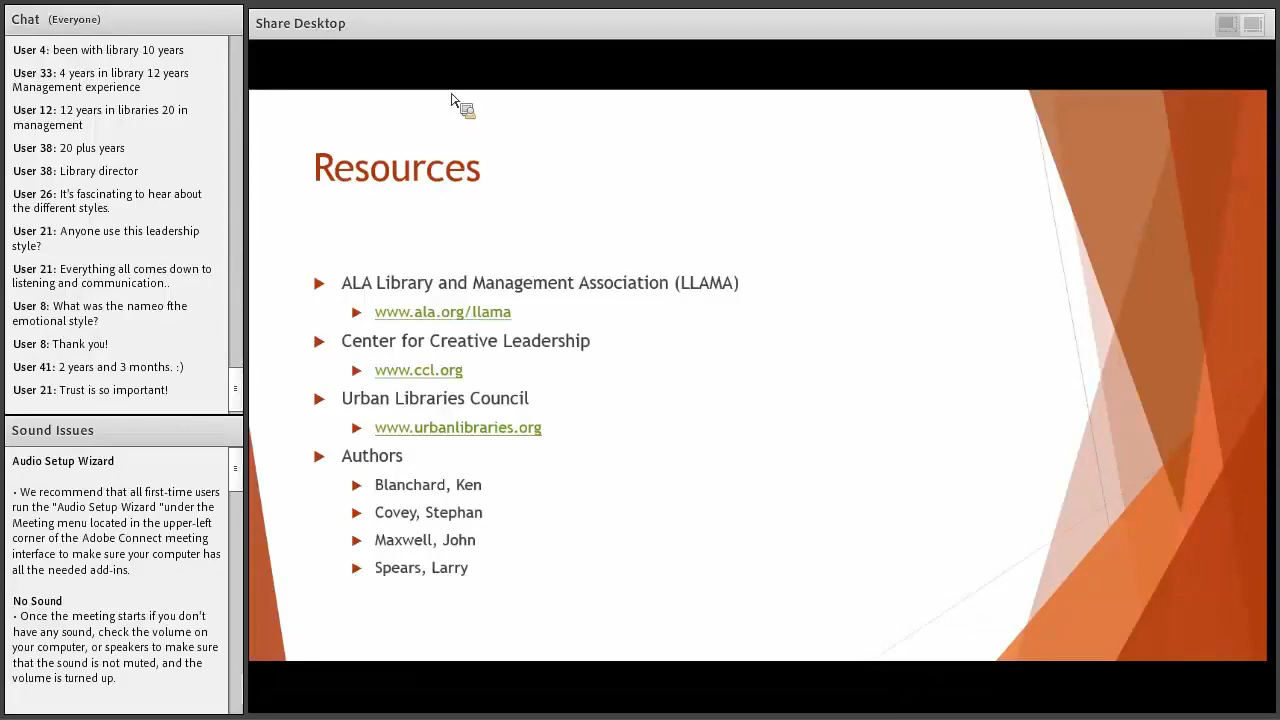 Chat (Everyone)
User 4: been with library 10 years
User 33: 4 years in library 12 years
Management experience
User 12: 12 years in libraries 20 in
management
User 38: 20 plus years
User 38: Library director
User 26: It's fascinating to hear about
the different styles.
User 21: Anyone use this leadership
style?
User 21: Everything all comes down to
listening and communication..
User 8: What was the nameo fthe
emotional style?
User 8: Thank you!
User 41: 2 years and 3 months. :)
User 21: Trust is so important!
Sound Issues
Audio Setup Wizard
• We recommend that all first-time users
run the "Audio Setup Wizard "under the
Meeting menu located in the upper-left
corner of the Adobe Connect meeting
interface to make sure your computer has
all the needed add-ins.
No Sound
• Once the meeting starts if you don't
have any sound, check the volume on
your computer, or speakers to make sure
that the sound is not muted, and the
volume is turned up.
Share Desktop
Resources
ALA Library and Management Association (LLAMA)
www.ala.org/llama
Center for Creative Leadership
www.ccl.org
Urban Libraries Council
www.urbanlibraries.org
Authors
Blanchard, Ken
Covey, Stephan
Maxwell, John
Spears, Larry